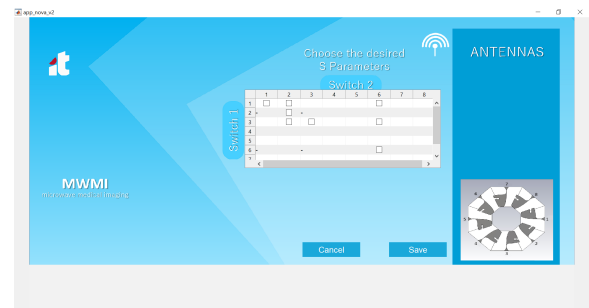 app_nova_v2
it
Choose the desired
S-Parameters
ANTENNAS
Switch 2
Switch 1
1 2 3 4 5 6 7 8
1
2 - -
3
4
5
6 - -
7
MWMI
Cancel
Save